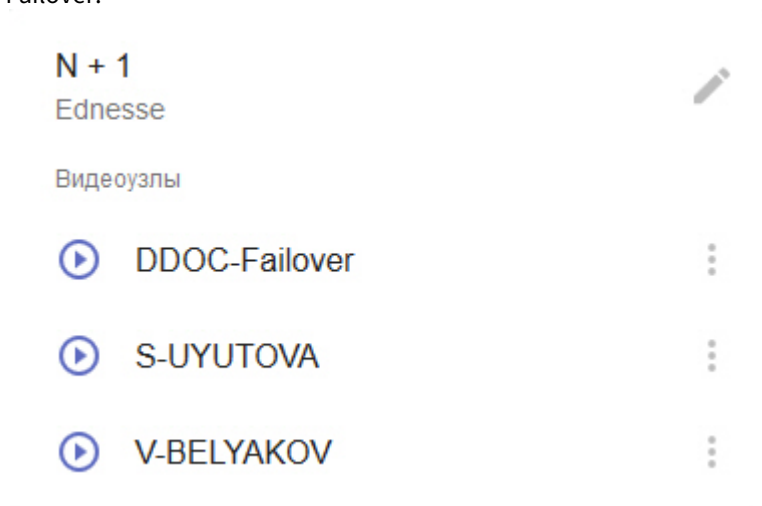 Failover.
N + 1
Ednesse
Видеоузлы
DDOC-Failover
S-UYUTOVA
V-BELYAKOV